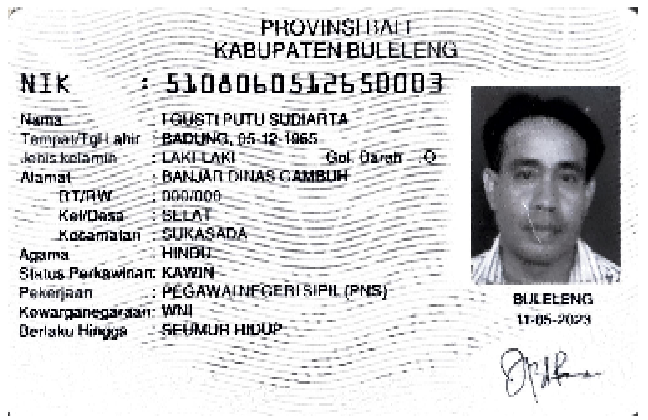 PROVINSI BALI
KABUPATEN BULELENG
NIK : 5108060512650003
Nama : I GUSTI PUTU SUDIARTA
Tempat/Tgl Lahir : BADUNG, 05-12-1965
Jenis kelamin : LAKI-LAKI Gol. Darah : O
Alamat : BANJAR DINAS GAMBUH
RT/RW : 000/000
Kel/Desa : SELAT
Kecamatan : SUKASADA
Agama : HINDU
Status Perkawinan: KAWIN
Pekerjaan : PEGAWAI NEGERI SIPIL (PNS)
Kewarganegaraan: WNI
Berlaku Hingga : SEUMUR HIDUP
BULELENG
11-05-2023